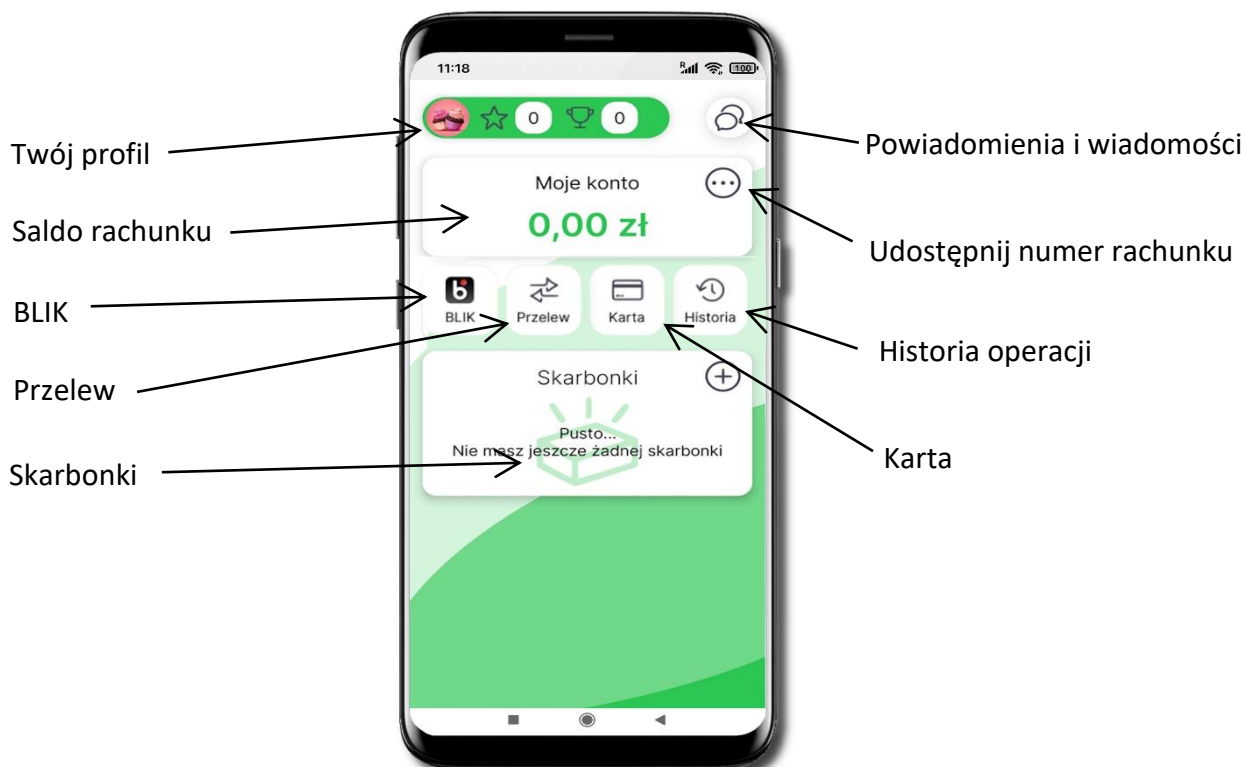 11:18
R
100
0
0
Twój profil
Powiadomienia i wiadomości
Moje konto
0,00 zł
Saldo rachunku
Udostępnij numer rachunku
BLIK
BLIK
Przelew
Karta
Historia
Historia operacji
Przelew
Skarbonki
Pusto...
Nie masz jeszcze żadnej skarbonki
Karta
Skarbonki